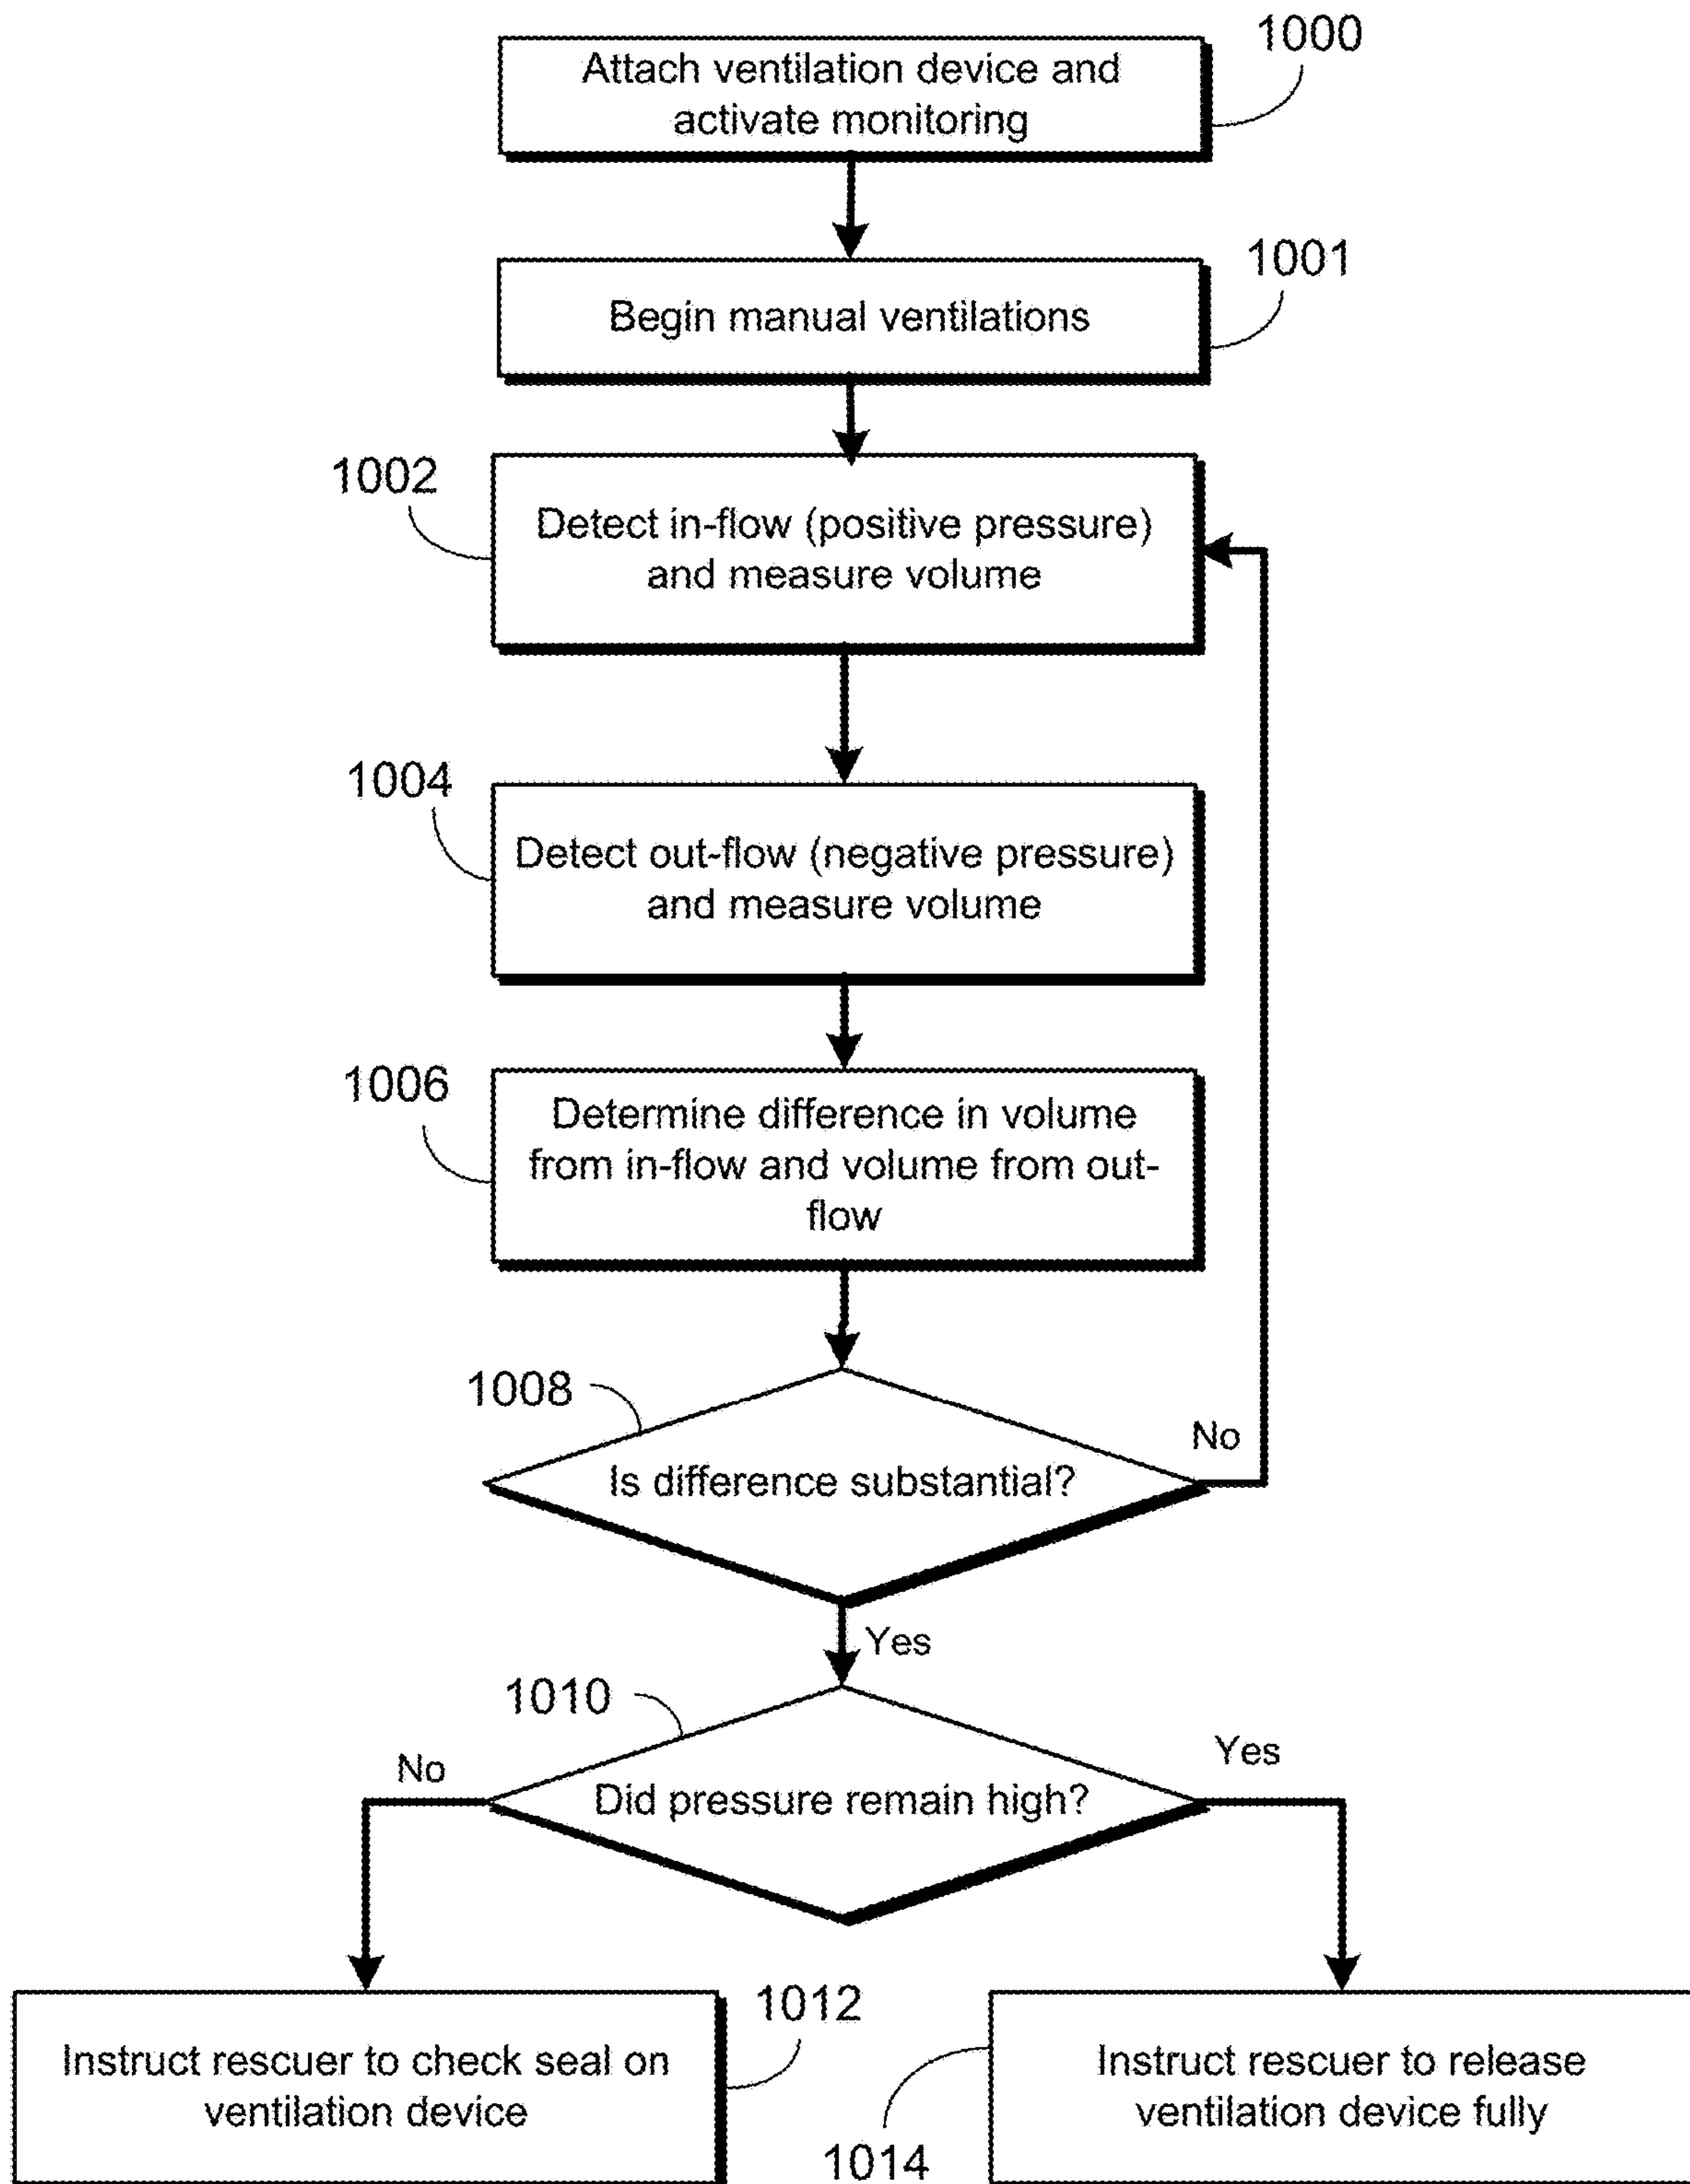 1000
Attach ventilation device and
activate monitoring
1001
Begin manual ventilations
1002
Detect in-flow (positive pressure)
and measure volume
1004
Detect out-flow (negative pressure)
and measure volume
1006
Determine difference in volume
from in-flow and volume from out-
flow
1008
No
Is difference substantial?
Yes
1010
No
Yes
Did pressure remain high?
1012
Instruct rescuer to check seal on
ventilation device
Instruct rescuer to release
ventilation device fully
1014